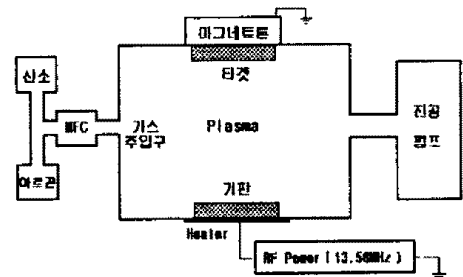 마그네트론
타겟
산소
MFC
가스
주입구
Plasma
진공
펌프
아르곤
기판
Heater
RF Power ( 13.56MHz )